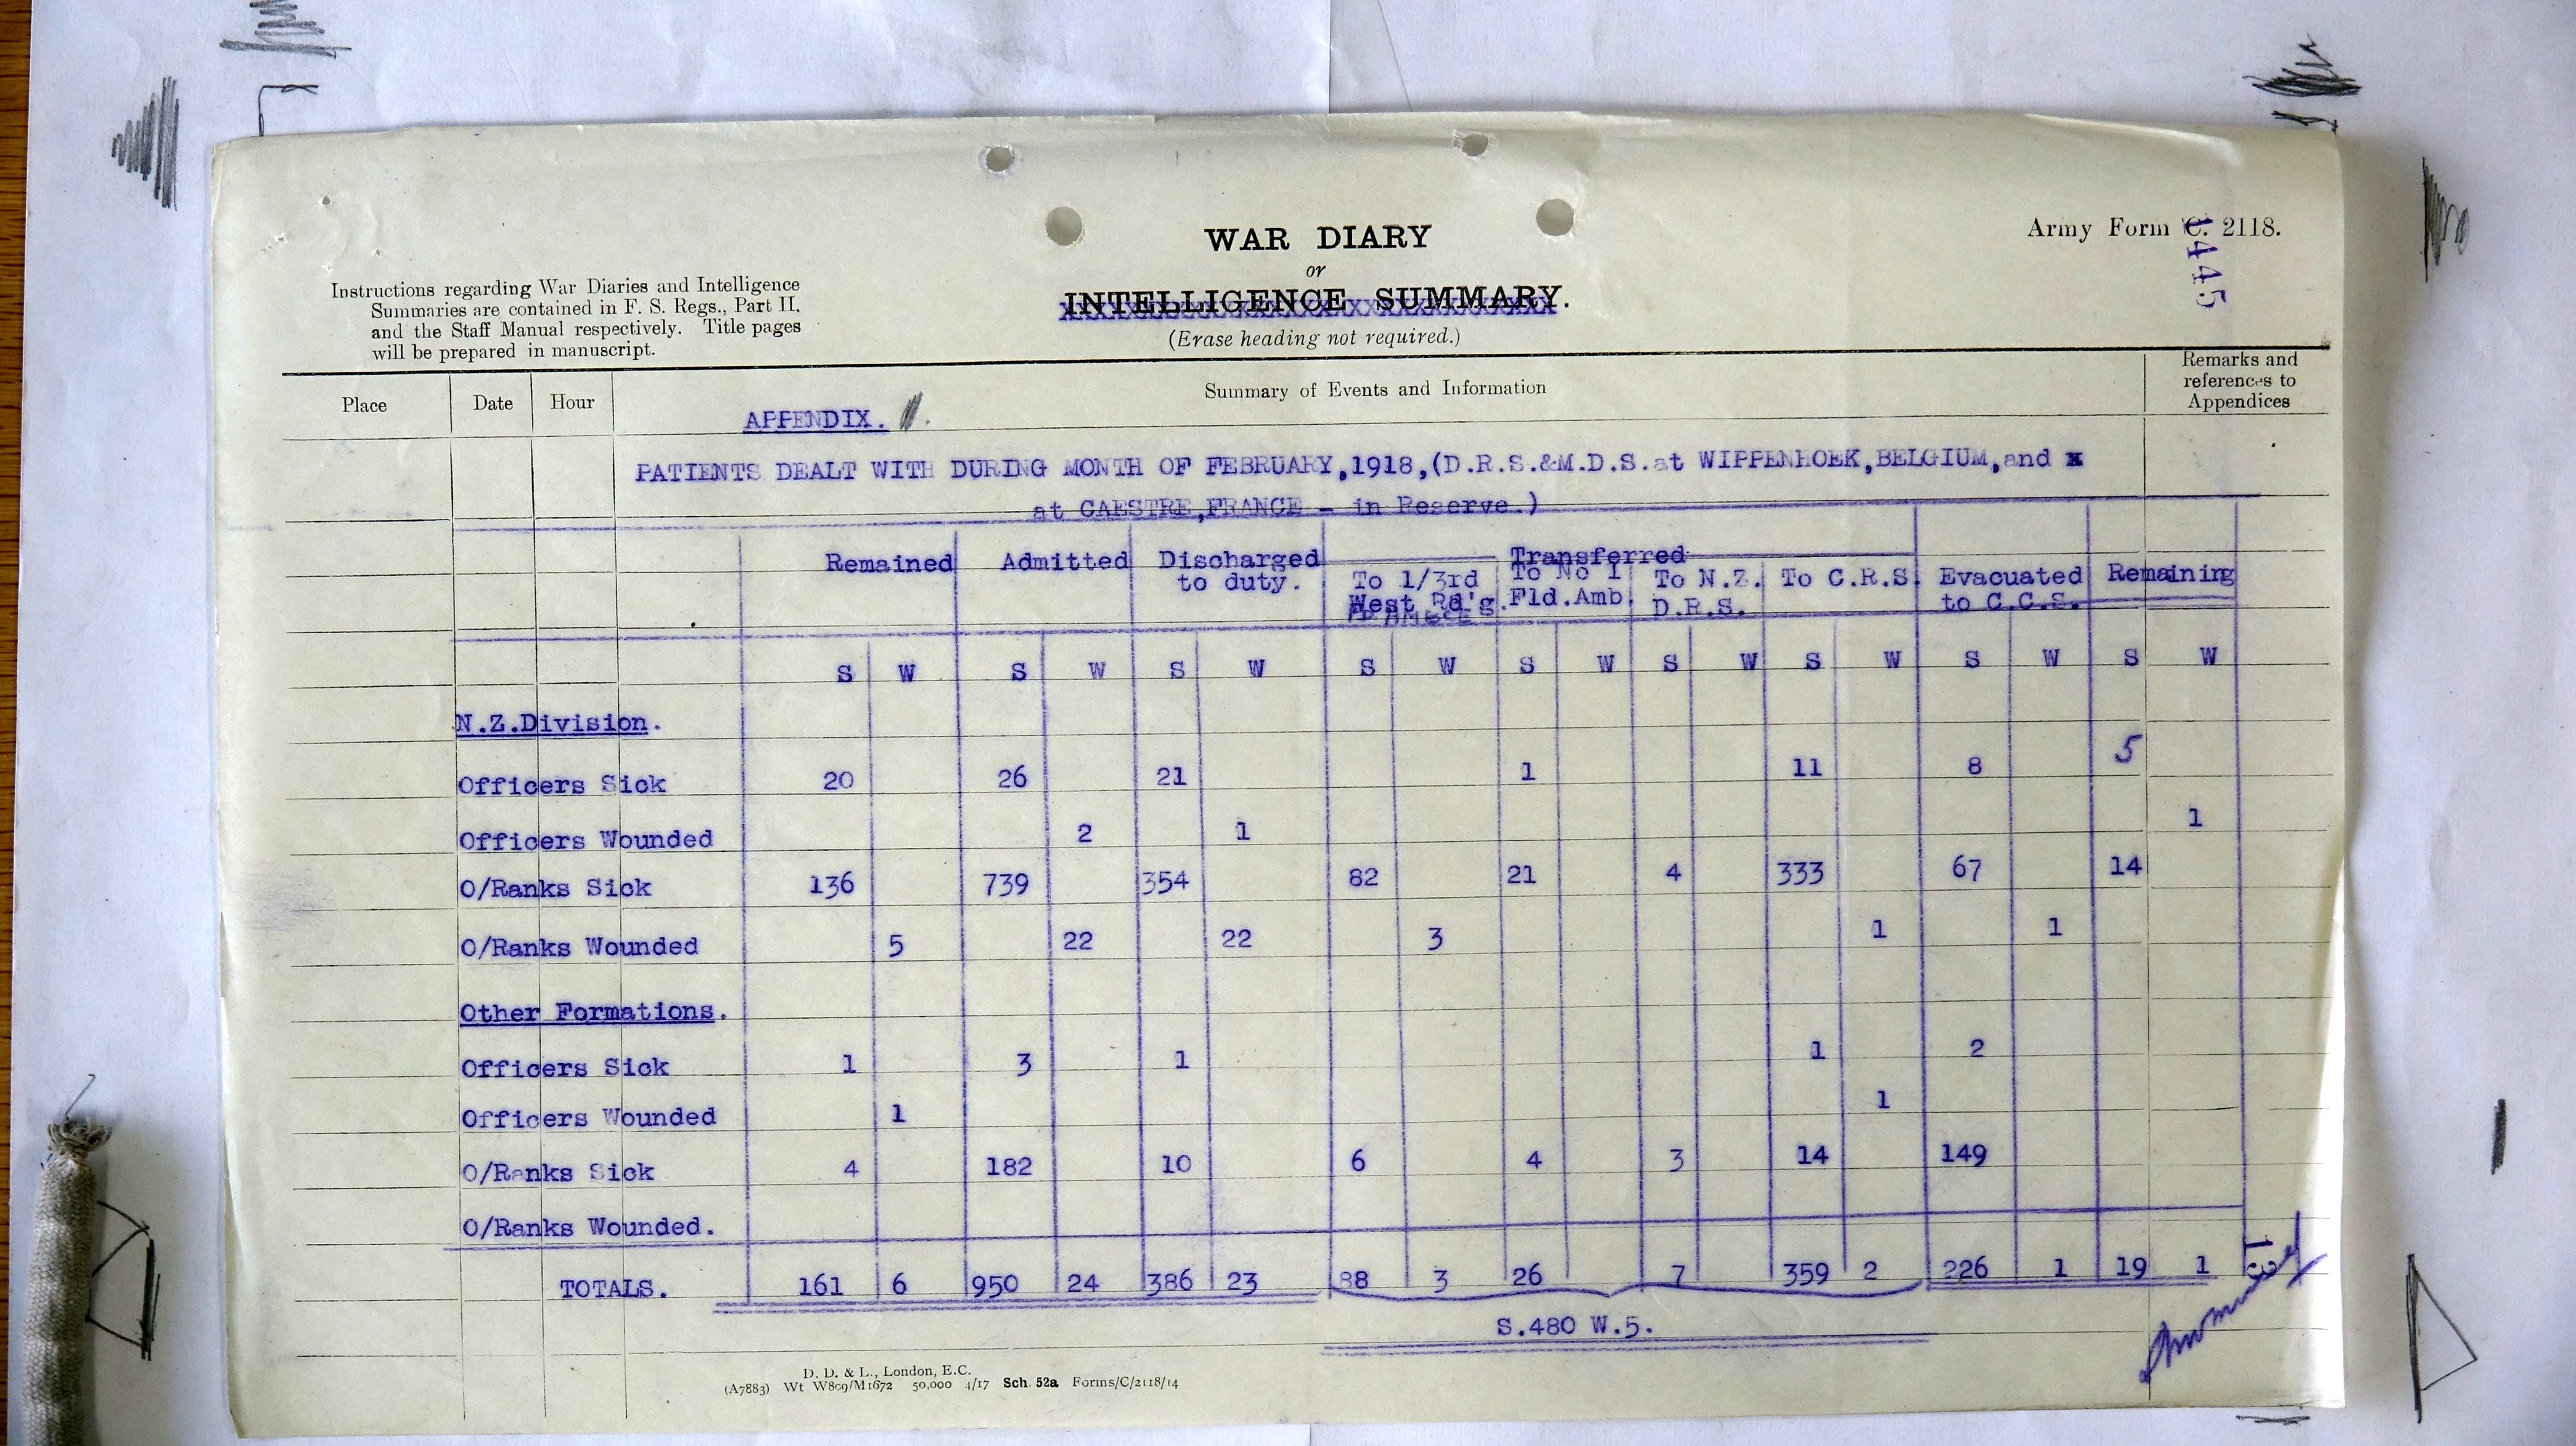 WAR DIARY
or
INTELLIGENCE SUMMARY.
(Erase heading not required.)
Army Form C. 2118.
1445
Instructions regarding War Diaries and Intelligence
Summaries are contained in F. S. Regs., Part II.
and the Staff Manual respectively. Title pages
will be prepared in manuscript.
Place Date Hour Summary of Events and Information Remarks and
references to
Appendices
APPENDIX.
PATIENTS DEALT WITH DURING MONTH OF FEBRUARY,1918,(D.R.S.&M.D.S.at WIPPENHOEK,BELGIUM,and x
at CAESTRE,FRANCE - in Reserve.)
Remained Admitted Discharged
to duty.
Transferred
To 1/3rd
West Rd'g.
To No 1
Fld.Amb.
To N.Z.
D.R.S.
To C.R.S.
Evacuated
to C.C.S.
Remaining
S W S W S W S W S W S W S W S W S W
N.Z.Division.
Officers Sick 20 26 21 1 11 8 5
Officers Wounded 2 1 1
O/Ranks Sick 136 739 354 82 21 4 333 67 14
O/Ranks Wounded 5 22 22 3 1 1
Other Formations.
Officers Sick 1 3 1 1 2
Officers Wounded 1 1
O/Ranks Sick 4 182 10 6 4 3 14 149
O/Ranks Wounded.
TOTALS. 161 6 950 24 386 23 88 3 26 7 359 2 226 1 19 1
S.480 W.5.
13
D. D. & L., London, E.C.
(A7883) Wt W809/M1672 50,000 4/17 Sch. 52a Forms/C/2118/14